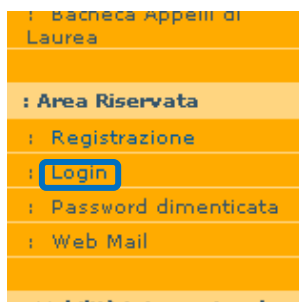 : Bacheca Appelli di
Laurea
: Area Riservata
: Registrazione
: Login
: Password dimenticata
: Web Mail